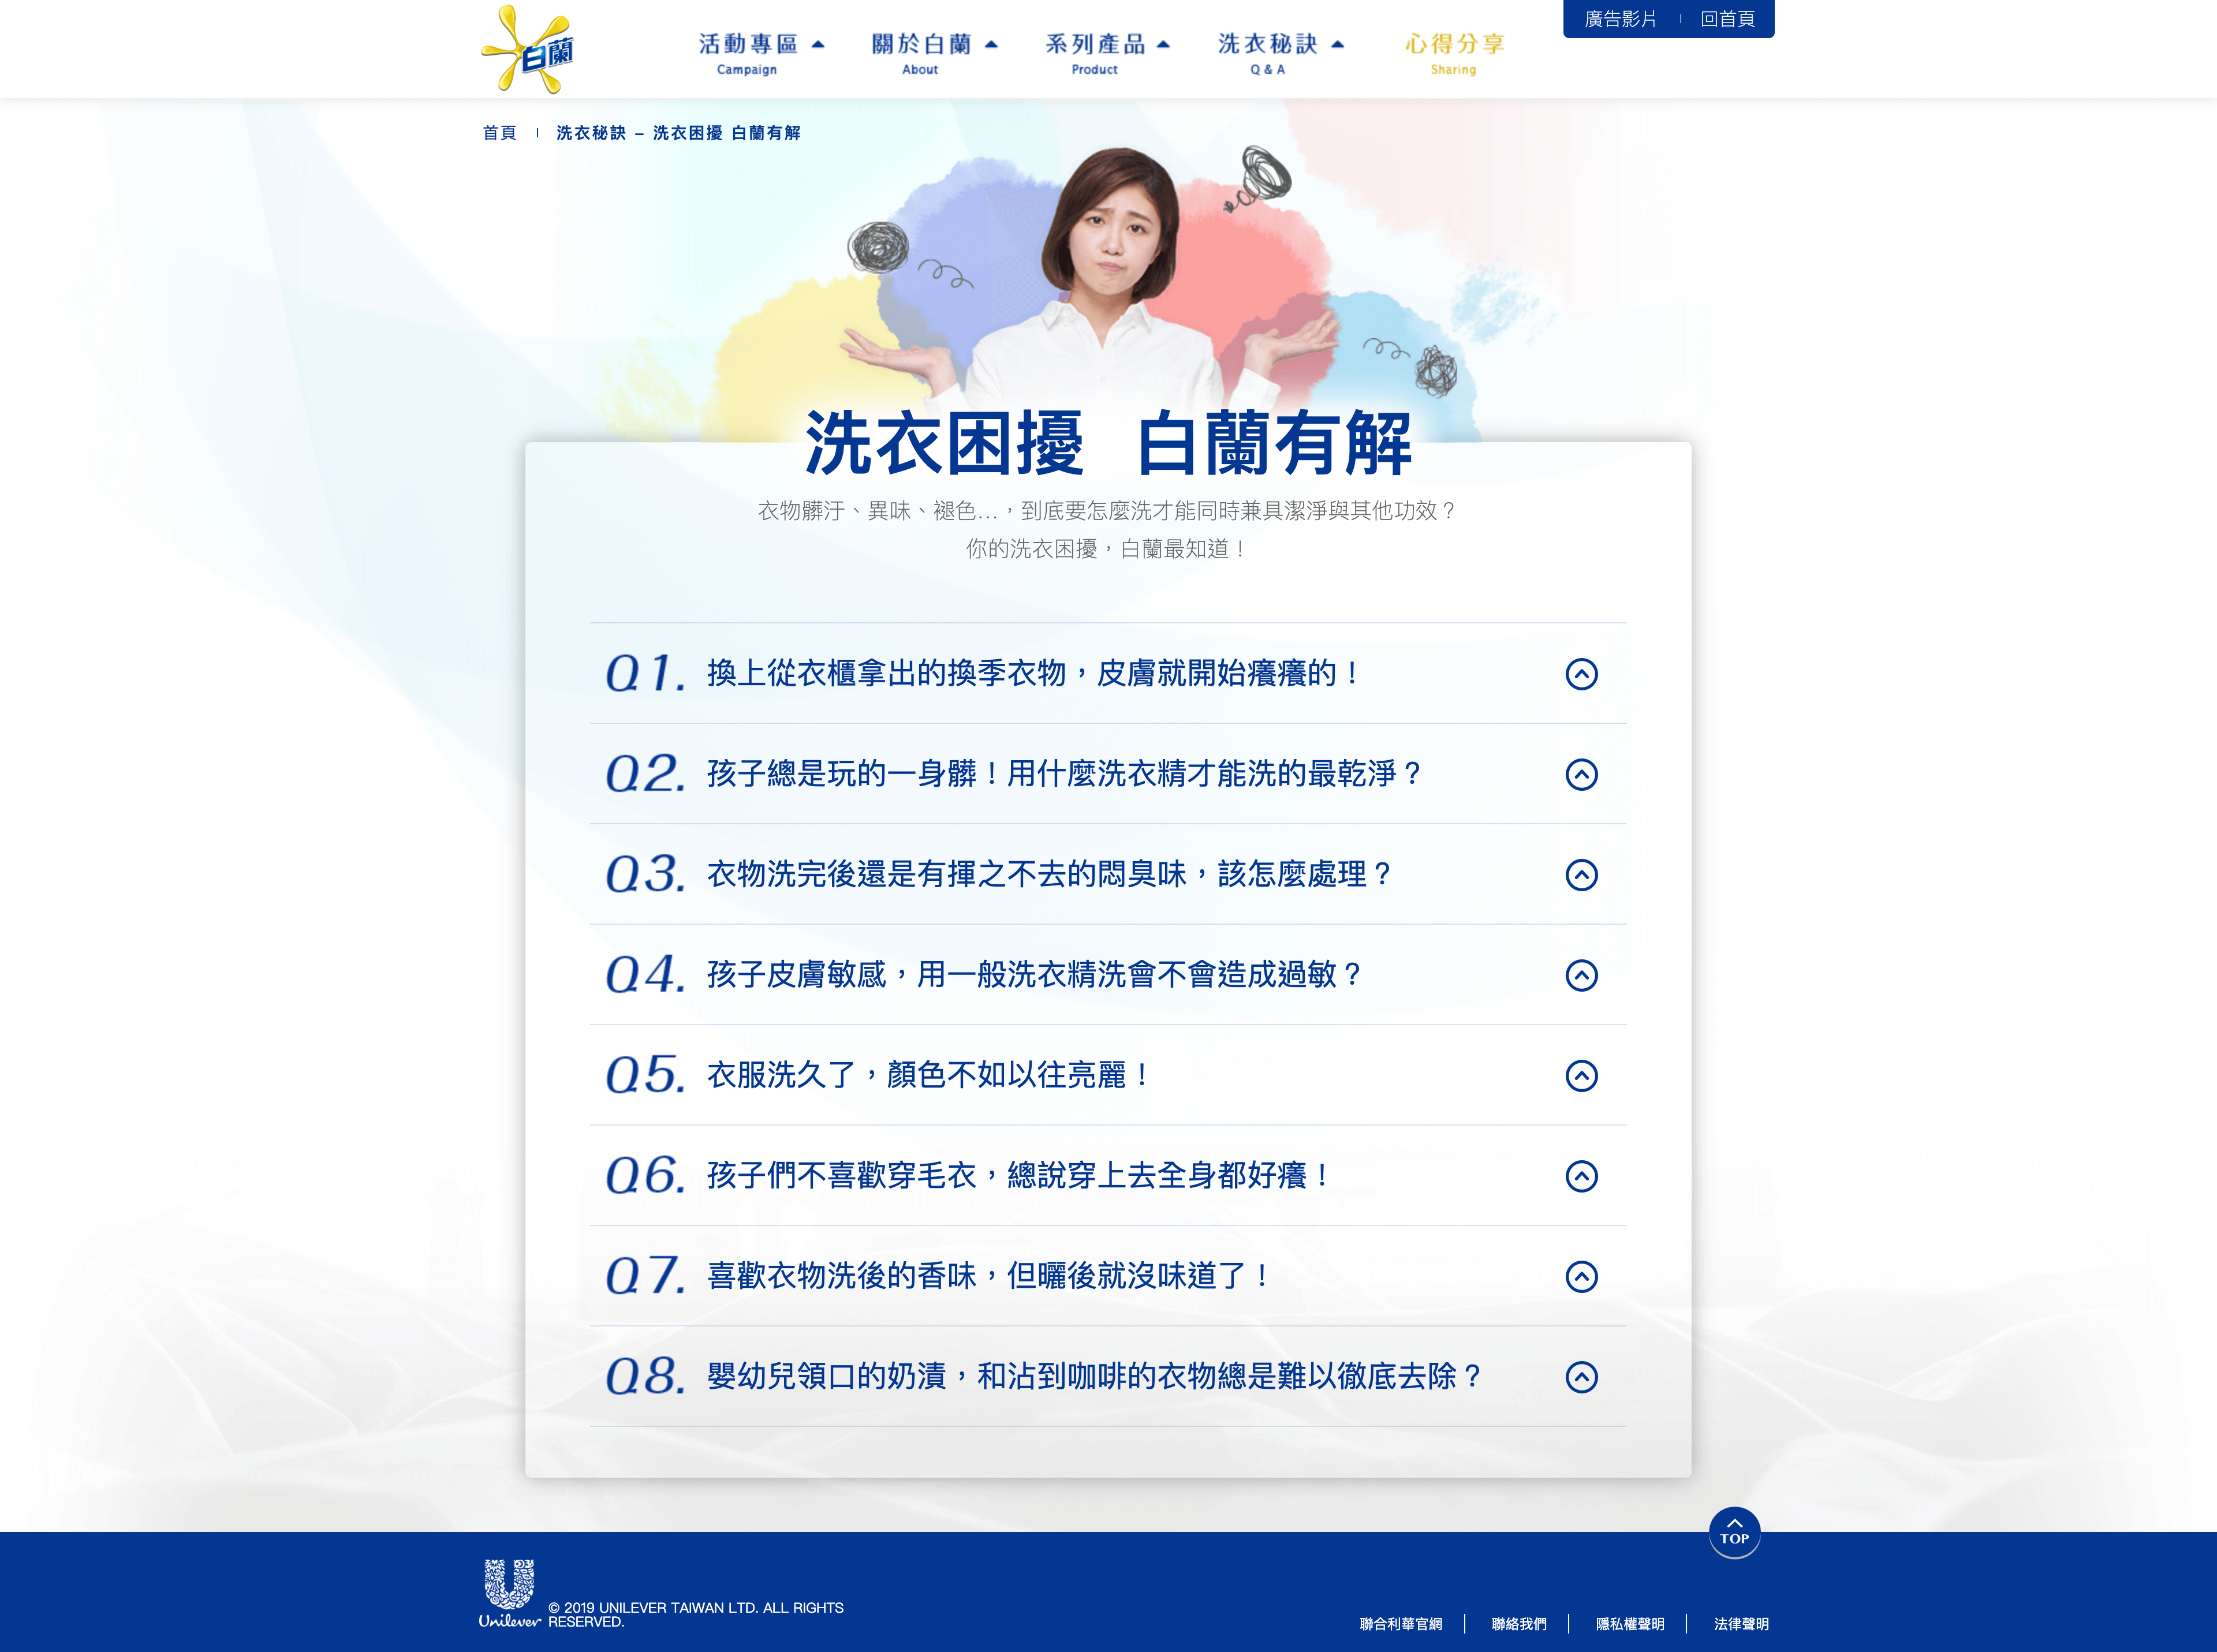 白蘭
活動專區
Campaign
關於白蘭
About
系列產品
Product
洗衣秘訣
Q & A
心得分享
Sharing
廣告影片 | 回首頁
首頁 | 洗衣秘訣 – 洗衣困擾 白蘭有解
洗衣困擾 白蘭有解
衣物髒汙、異味、褪色…，到底要怎麼洗才能同時兼具潔淨與其他功效？
你的洗衣困擾，白蘭最知道！
Q1. 換上從衣櫃拿出的換季衣物，皮膚就開始癢癢的！
Q2. 孩子總是玩的一身髒！用什麼洗衣精才能洗的最乾淨？
Q3. 衣物洗完後還是有揮之不去的悶臭味，該怎麼處理？
Q4. 孩子皮膚敏感，用一般洗衣精洗會不會造成過敏？
Q5. 衣服洗久了，顏色不如以往亮麗！
Q6. 孩子們不喜歡穿毛衣，總說穿上去全身都好癢！
Q7. 喜歡衣物洗後的香味，但曬後就沒味道了！
Q8. 嬰幼兒領口的奶漬，和沾到咖啡的衣物總是難以徹底去除？
TOP
Unilever
© 2019 UNILEVER TAIWAN LTD. ALL RIGHTS
RESERVED.
聯合利華官網 | 聯絡我們 | 隱私權聲明 | 法律聲明